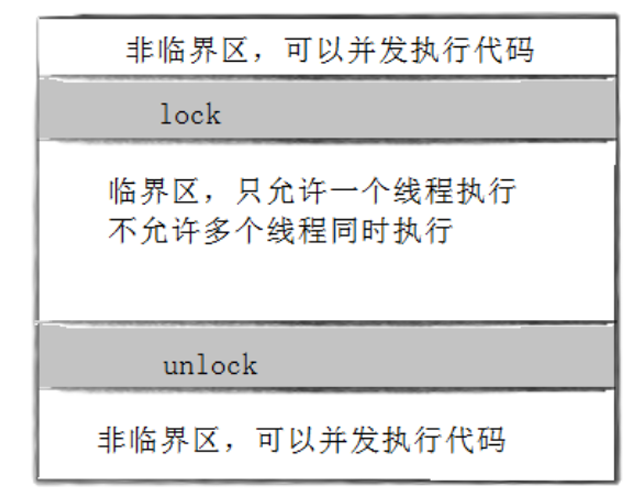 非临界区，可以并发执行代码
lock
临界区，只允许一个线程执行
不允许多个线程同时执行
unlock
非临界区，可以并发执行代码